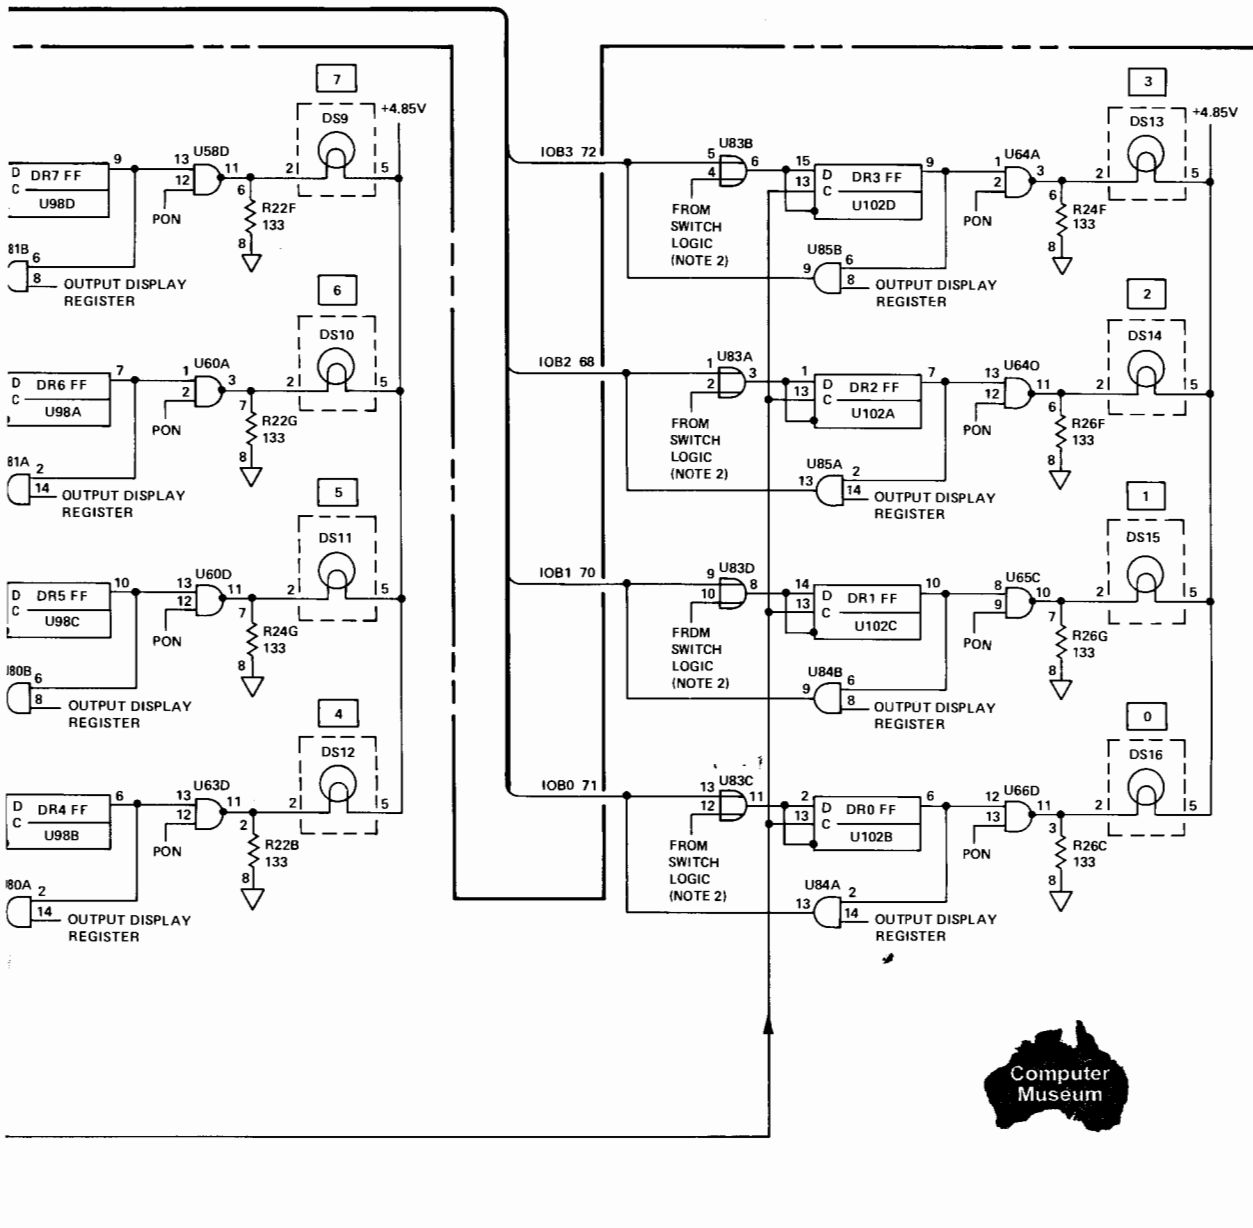 7
+4.85V
DS9
9
13
U58D
11
12
2
5
D
DR7 FF
C
U98D
PON
6
R22F
133
8
81B
6
8
OUTPUT DISPLAY
REGISTER
6
DS10
7
1
U60A
3
2
2
5
D
DR6 FF
C
U98A
PON
7
R22G
133
8
81A
2
14
OUTPUT DISPLAY
REGISTER
5
DS11
10
13
U60D
11
12
2
5
D
DR5 FF
C
U98C
PON
7
R24G
133
8
J80B
6
8
OUTPUT DISPLAY
REGISTER
4
DS12
6
13
U63D
11
12
2
5
D
DR4 FF
C
U98B
PON
2
R22B
133
8
80A
2
14
OUTPUT DISPLAY
REGISTER
3
+4.85V
DS13
IOB3 72
5
U83B
6
4
15
13
D
DR3 FF
C
U102D
9
1
U64A
3
2
2
5
FROM
SWITCH
LOGIC
(NOTE 2)
PON
6
R24F
133
8
U85B
9
6
8
OUTPUT DISPLAY
REGISTER
2
DS14
IOB2 68
1
U83A
3
2
1
13
D
DR2 FF
C
U102A
7
13
U64O
11
12
2
5
FROM
SWITCH
LOGIC
(NOTE 2)
PON
6
R26F
133
8
U85A
13
2
14
OUTPUT DISPLAY
REGISTER
1
DS15
IOB1 70
9
U83D
8
10
14
13
D
DR1 FF
C
U102C
10
8
U65C
10
9
2
5
FRDM
SWITCH
LOGIC
(NOTE 2)
PON
7
R26G
133
8
U84B
9
6
8
OUTPUT DISPLAY
REGISTER
0
DS16
IOB0 71
13
U83C
11
12
2
13
D
DR0 FF
C
U102B
6
12
U66D
11
13
2
5
FROM
SWITCH
LOGIC
(NOTE 2)
PON
3
R26C
133
8
U84A
13
2
14
OUTPUT DISPLAY
REGISTER
Computer
Museum